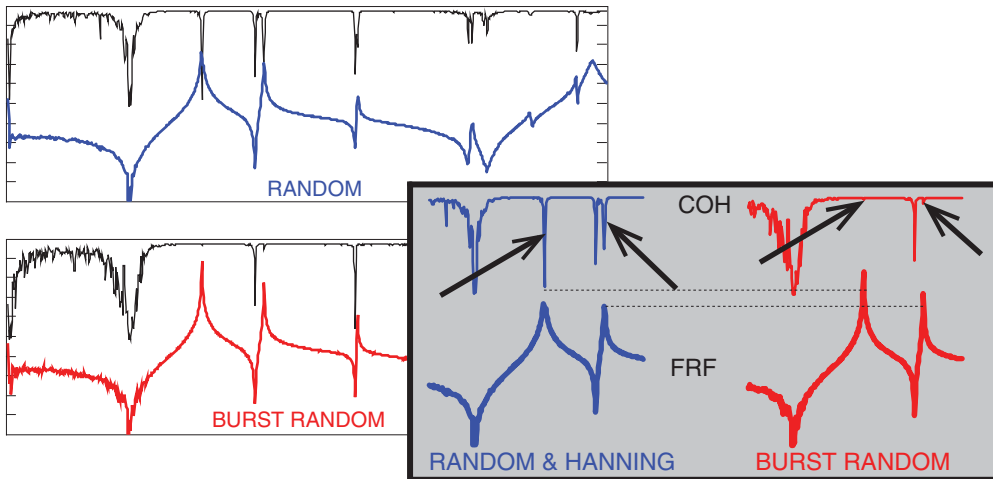 RANDOM
BURST RANDOM
COH
FRF
RANDOM & HANNING
BURST RANDOM